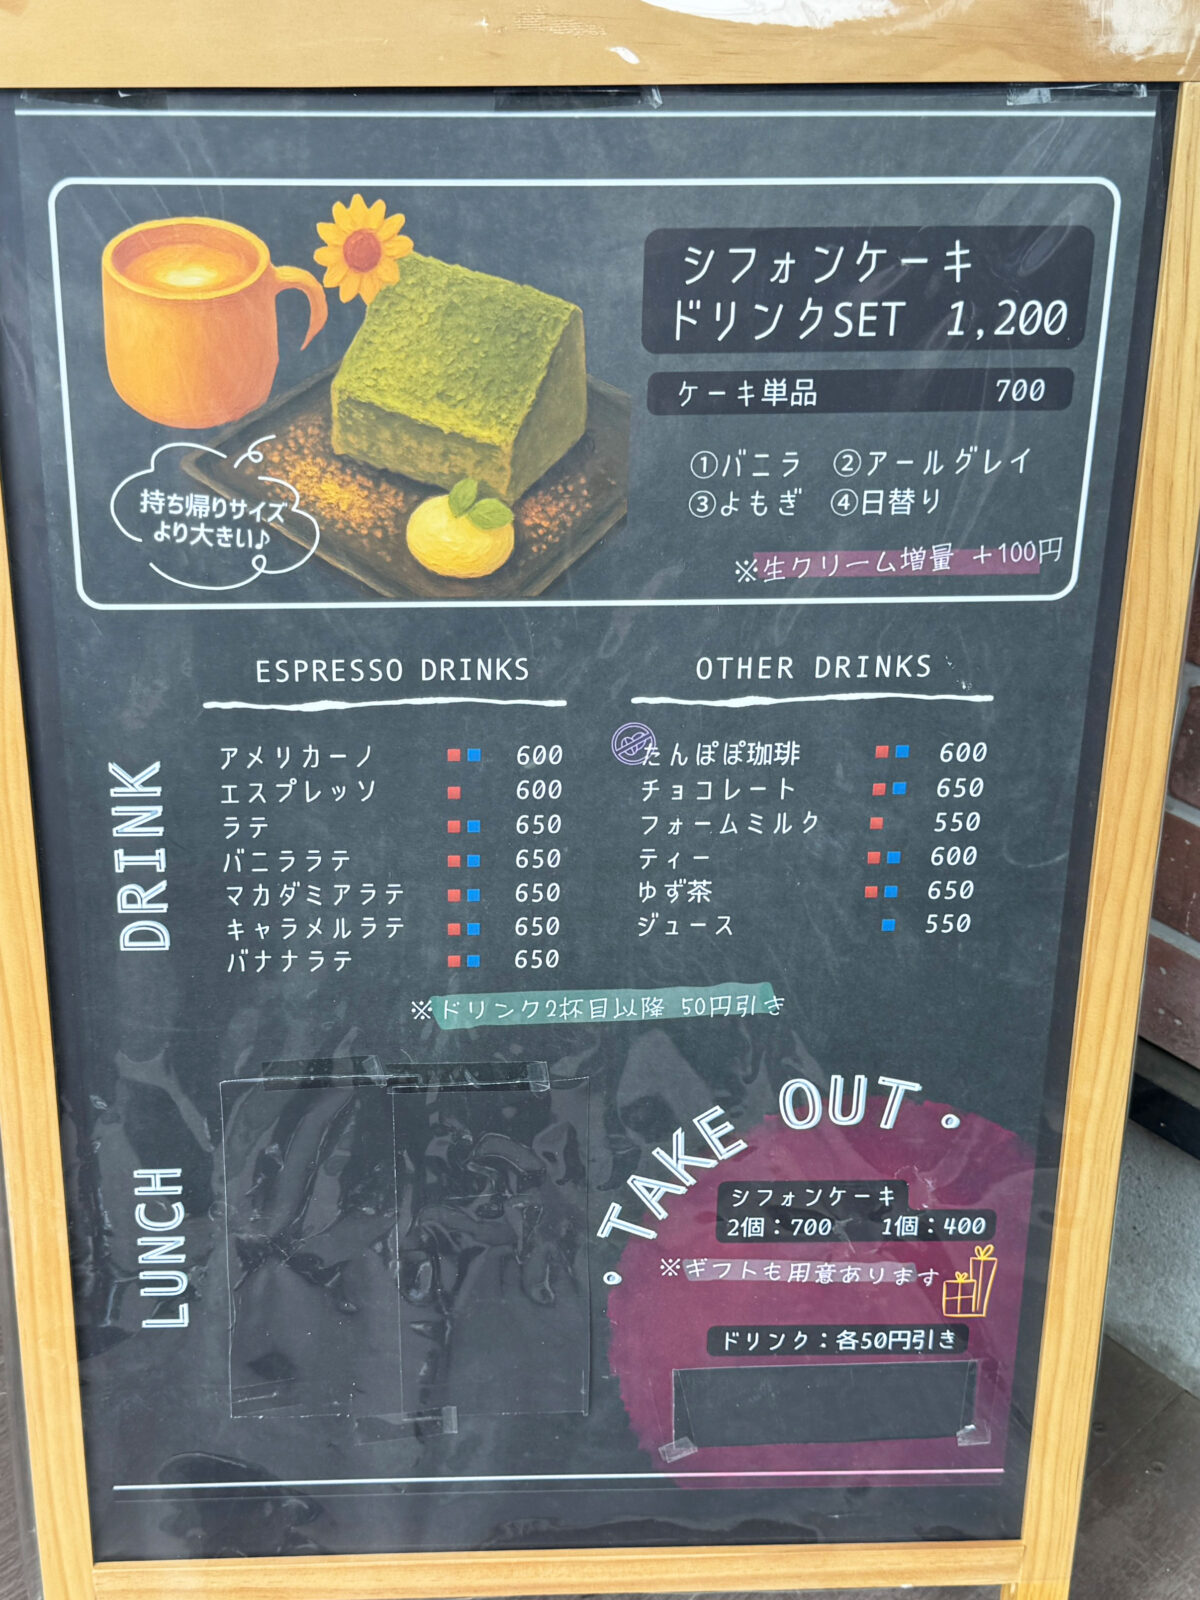 シフォンケーキ
ドリンクSET 1,200
ケーキ単品 700
①バニラ ②アールグレイ
③よもぎ ④日替り
※生クリーム増量 +100円
持ち帰りサイズ
より大きい♪
DRINK
ESPRESSO DRINKS
アメリカーノ 600
エスプレッソ 600
ラテ 650
バニララテ 650
マカダミアラテ 650
キャラメルラテ 650
バナナラテ 650
OTHER DRINKS
たんぽぽ珈琲 600
チョコレート 650
フォームミルク 550
ティー 600
ゆず茶 650
ジュース 550
※ドリンク2杯目以降 50円引き
LUNCH
・TAKE OUT・
シフォンケーキ
2個：700 1個：400
※ギフトも用意あります
ドリンク：各50円引き